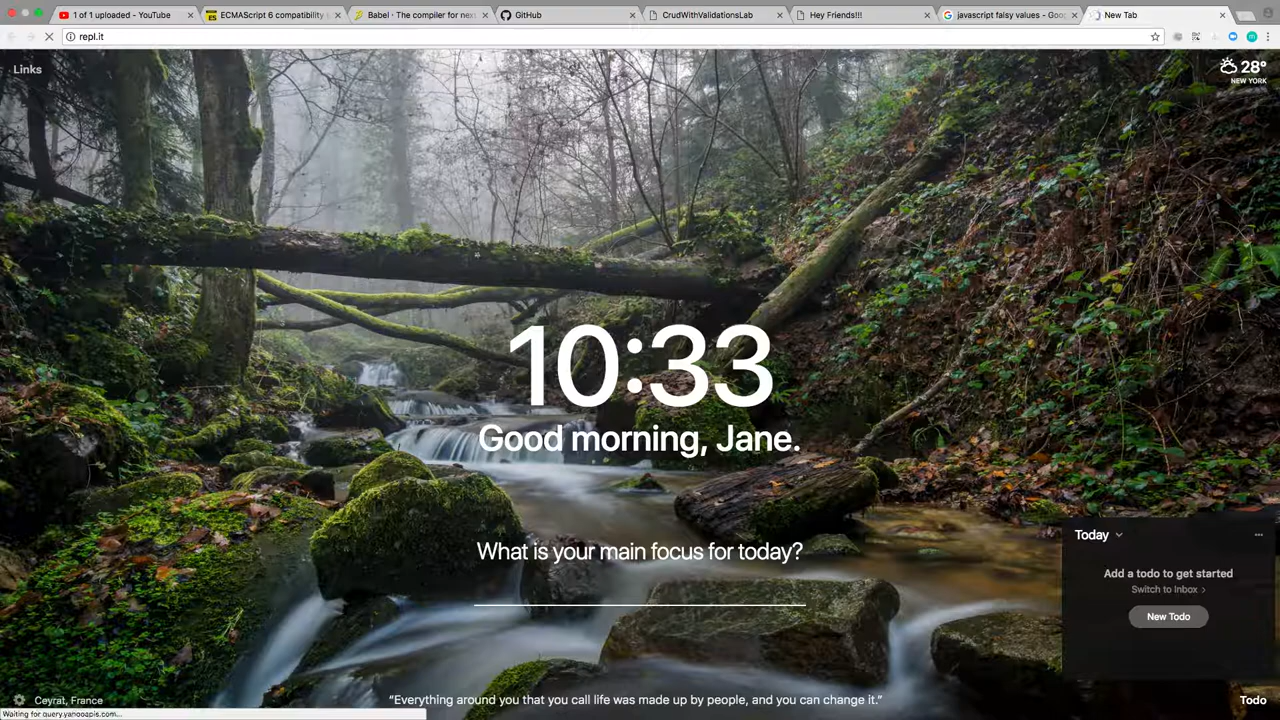 1 of 1 uploaded - YouTube
ECMAScript 6 compatibility
Babel · The compiler for nex
GitHub
CrudWithValidationsLab
Hey Friends!!!
javascript falsy values - Goo
New Tab
repl.it
Links
28°
NEW YORK
10:33
Good morning, Jane.
What is your main focus for today?
Today
Add a todo to get started
Switch to Inbox >
New Todo
Ceyrat, France
“Everything around you that you call life was made up by people, and you can change it.”
Todo
Waiting for query.yahooapis.com...